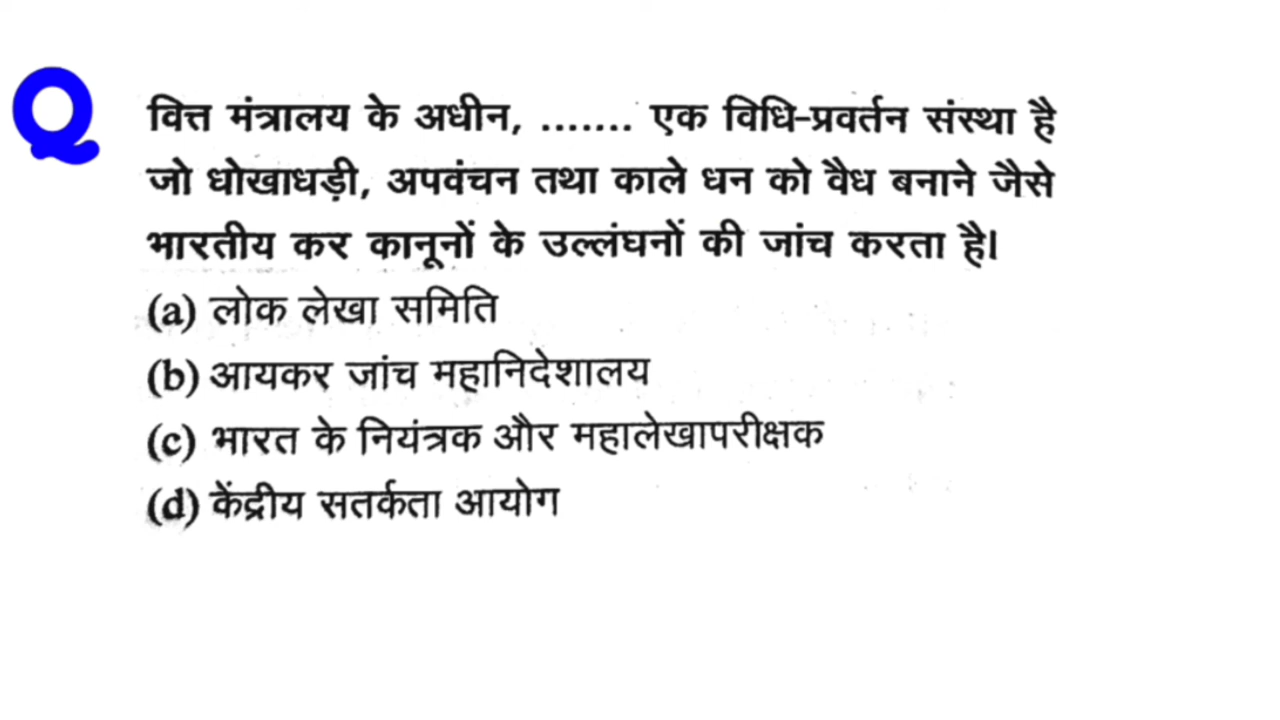 Q
वित्त मंत्रालय के अधीन, ....... एक विधि-प्रवर्तन संस्था है
जो धोखाधड़ी, अपवंचन तथा काले धन को वैध बनाने जैसे
भारतीय कर कानूनों के उल्लंघनों की जांच करता है।
(a) लोक लेखा समिति
(b) आयकर जांच महानिदेशालय
(c) भारत के नियंत्रक और महालेखापरीक्षक
(d) केंद्रीय सतर्कता आयोग